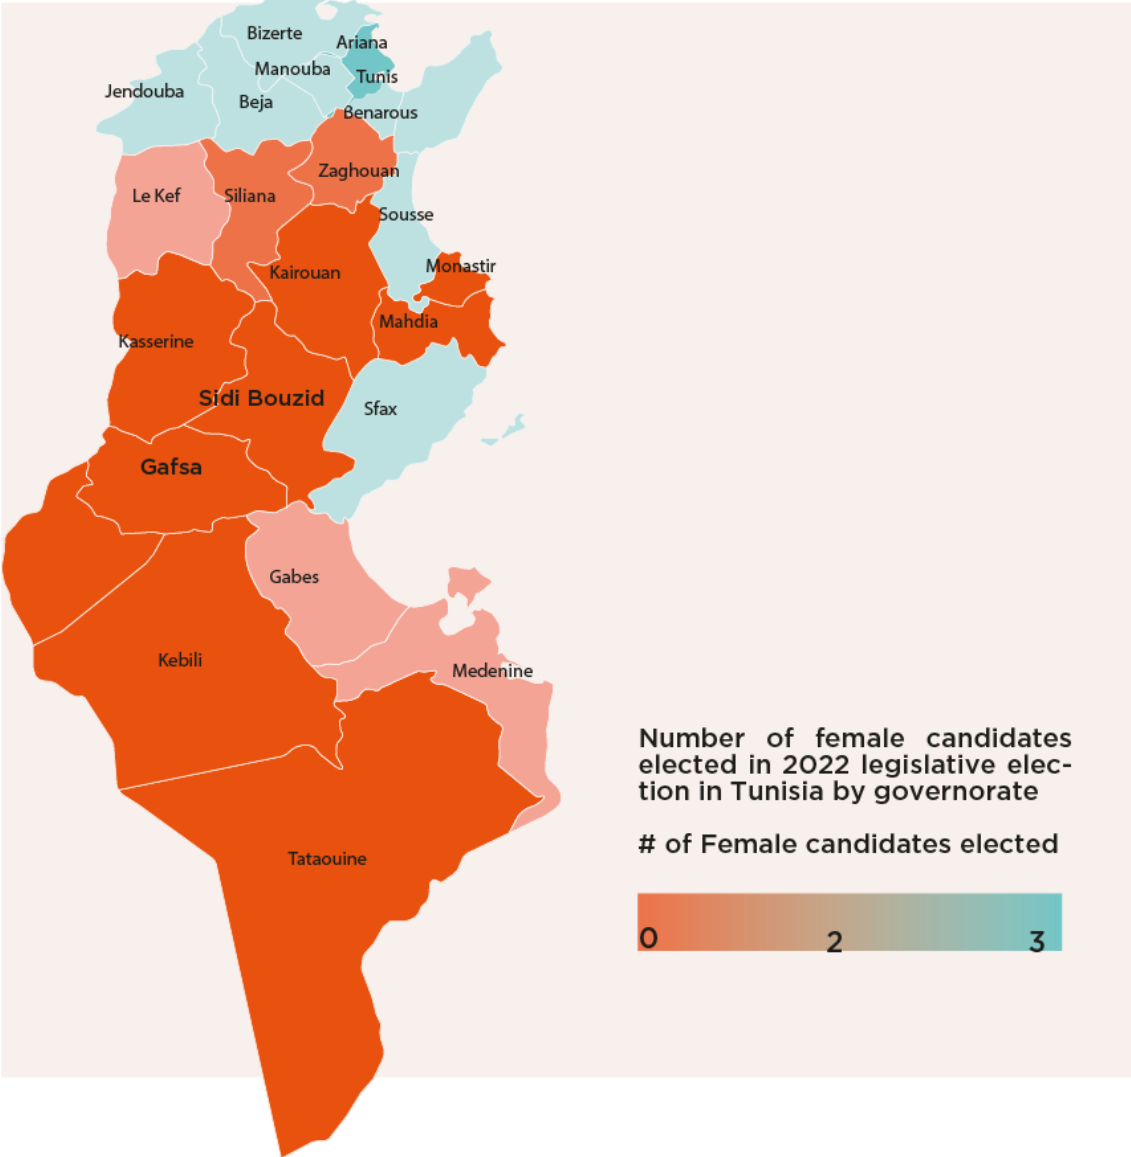 Bizerte
Ariana
Manouba
Tunis
Jendouba
Beja
Benarous
Zaghouan
Le Kef
Siliana
Sousse
Kairouan
Monastir
Mahdia
Kasserine
Sidi Bouzid
Sfax
Gafsa
Gabes
Kebili
Medenine
Number of female candidates
elected in 2022 legislative elec-
tion in Tunisia by governorate
# of Female candidates elected
Tataouine
0 2 3